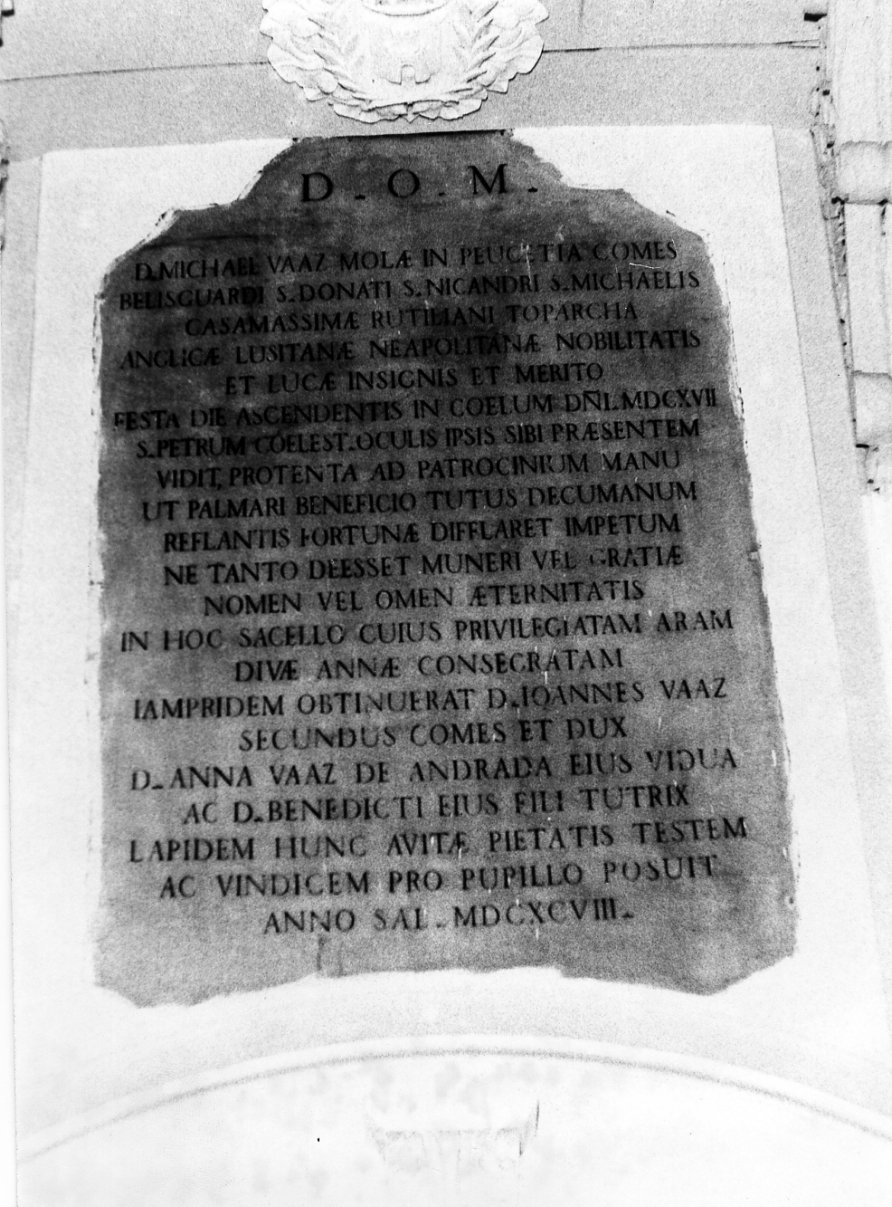 D . O . M .
D. MICHAEL VAAZ MOLÆ IN PEUCETIA COMES
BELISGUARDI S. DONATI S. NICANDRI S. MICHAELIS
CASAMASSIMÆ RUTILIANI TOPARCHA
ANGLICÆ LUSITANÆ NEAPOLITANÆ NOBILITATIS
ET LUCÆ INSIGNIS ET MERITO
FESTA DIE ASCENDENTIS IN COELUM DÑI. MDCXVII
S. PETRUM COELEST. OCULIS IPSIS SIBI PRÆSENTEM
VIDIT, PROTENTA AD PATROCINIUM MANU
UT PALMARI BENEFICIO TUTUS DECUMANUM
REFLANTIS FORTUNÆ DIFFLARET IMPETUM
NE TANTO DEESSET MUNERI VEL GRATIÆ
NOMEN VEL OMEN ÆTERNITATIS
IN HOC SACELLO CUIUS PRIVILEGIATAM ARAM
DIVÆ ANNÆ CONSEGRATAM
IAMPRIDEM OBTINUERAT D. IOANNES VAAZ
SECUNDUS COMES ET DUX
D. ANNA VAAZ DE ANDRADA EIUS VIDUA
AC D. BENEDICTI EIUS FILI TUTRIX
LAPIDEM HUNC AVITÆ PIETATIS TESTEM
AC VINDICEM PRO PUPILLO POSUIT
ANNO SAL. MDCXCVIII.